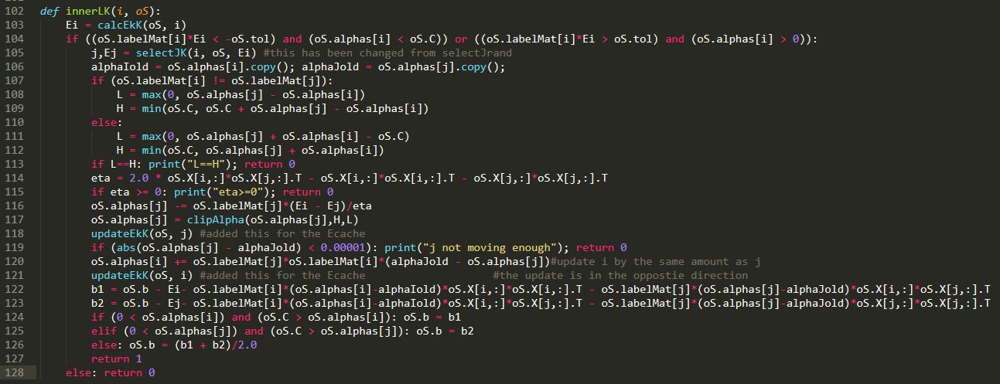 102 def innerLK(i, oS):
103     Ei = calcEkK(oS, i)
104     if ((oS.labelMat[i]*Ei < -oS.tol) and (oS.alphas[i] < oS.C)) or ((oS.labelMat[i]*Ei > oS.tol) and (oS.alphas[i] > 0)):
105         j,Ej = selectJK(i, oS, Ei) #this has been changed from selectJrand
106         alphaIold = oS.alphas[i].copy(); alphaJold = oS.alphas[j].copy();
107         if (oS.labelMat[i] != oS.labelMat[j]):
108             L = max(0, oS.alphas[j] - oS.alphas[i])
109             H = min(oS.C, oS.C + oS.alphas[j] - oS.alphas[i])
110         else:
111             L = max(0, oS.alphas[j] + oS.alphas[i] - oS.C)
112             H = min(oS.C, oS.alphas[j] + oS.alphas[i])
113         if L==H: print("L==H"); return 0
114         eta = 2.0 * oS.X[i,:]*oS.X[j,:].T - oS.X[i,:]*oS.X[i,:].T - oS.X[j,:]*oS.X[j,:].T
115         if eta >= 0: print("eta>=0"); return 0
116         oS.alphas[j] -= oS.labelMat[j]*(Ei - Ej)/eta
117         oS.alphas[j] = clipAlpha(oS.alphas[j],H,L)
118         updateEkK(oS, j) #added this for the Ecache
119         if (abs(oS.alphas[j] - alphaJold) < 0.00001): print("j not moving enough"); return 0
120         oS.alphas[i] += oS.labelMat[j]*oS.labelMat[i]*(alphaJold - oS.alphas[j])#update i by the same amount as j
121         updateEkK(oS, i) #added this for the Ecache                    #the update is in the oppostie direction
122         b1 = oS.b - Ei- oS.labelMat[i]*(oS.alphas[i]-alphaIold)*oS.X[i,:]*oS.X[i,:].T - oS.labelMat[j]*(oS.alphas[j]-alphaJold)*oS.X[i,:]*oS.X[j,:].T
123         b2 = oS.b - Ej- oS.labelMat[i]*(oS.alphas[i]-alphaIold)*oS.X[i,:]*oS.X[j,:].T - oS.labelMat[j]*(oS.alphas[j]-alphaJold)*oS.X[j,:]*oS.X[j,:].T
124         if (0 < oS.alphas[i]) and (oS.C > oS.alphas[i]): oS.b = b1
125         elif (0 < oS.alphas[j]) and (oS.C > oS.alphas[j]): oS.b = b2
126         else: oS.b = (b1 + b2)/2.0
127         return 1
128     else: return 0